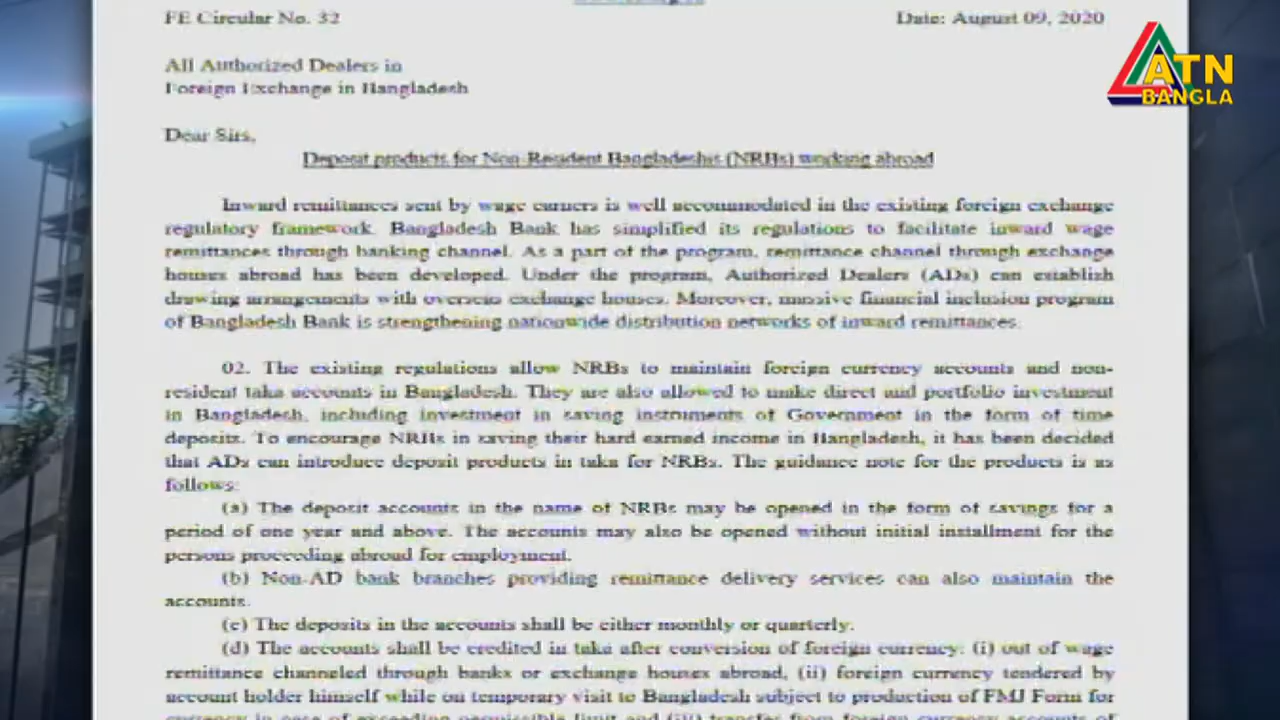 FE Circular No. 32 Date: August 09, 2020
ATN
BANGLA
All Authorized Dealers in
Foreign Exchange in Bangladesh
Dear Sirs,
Deposit products for Non-Resident Bangladeshis (NRBs) working abroad
Inward remittances sent by wage earners is well accommodated in the existing foreign exchange
regulatory framework. Bangladesh Bank has simplified its regulations to facilitate inward wage
remittances through banking channel. As a part of the program, remittance channel through exchange
houses abroad has been developed. Under the program, Authorized Dealers (ADs) can establish
drawing arrangements with overseas exchange houses. Moreover, massive financial inclusion program
of Bangladesh Bank is strengthening nationwide distribution networks of inward remittances.
02. The existing regulations allow NRBs to maintain foreign currency accounts and non-
resident taka accounts in Bangladesh. They are also allowed to make direct and portfolio investment
in Bangladesh, including investment in saving instruments of Government in the form of time
deposits. To encourage NRBs in saving their hard earned income in Bangladesh, it has been decided
that ADs can introduce deposit products in taka for NRBs. The guidance note for the products is as
follows:
(a) The deposit accounts in the name of NRBs may be opened in the form of savings for a
period of one year and above. The accounts may also be opened without initial installment for the
persons proceeding abroad for employment.
(b) Non-AD bank branches providing remittance delivery services can also maintain the
accounts.
(c) The deposits in the accounts shall be either monthly or quarterly.
(d) The accounts shall be credited in taka after conversion of foreign currency: (i) out of wage
remittance channeled through banks or exchange houses abroad, (ii) foreign currency tendered by
account holder himself while on temporary visit to Bangladesh subject to production of FMJ Form for
currency in case of exceeding permissible limit and (iii) transfer from foreign currency accounts of